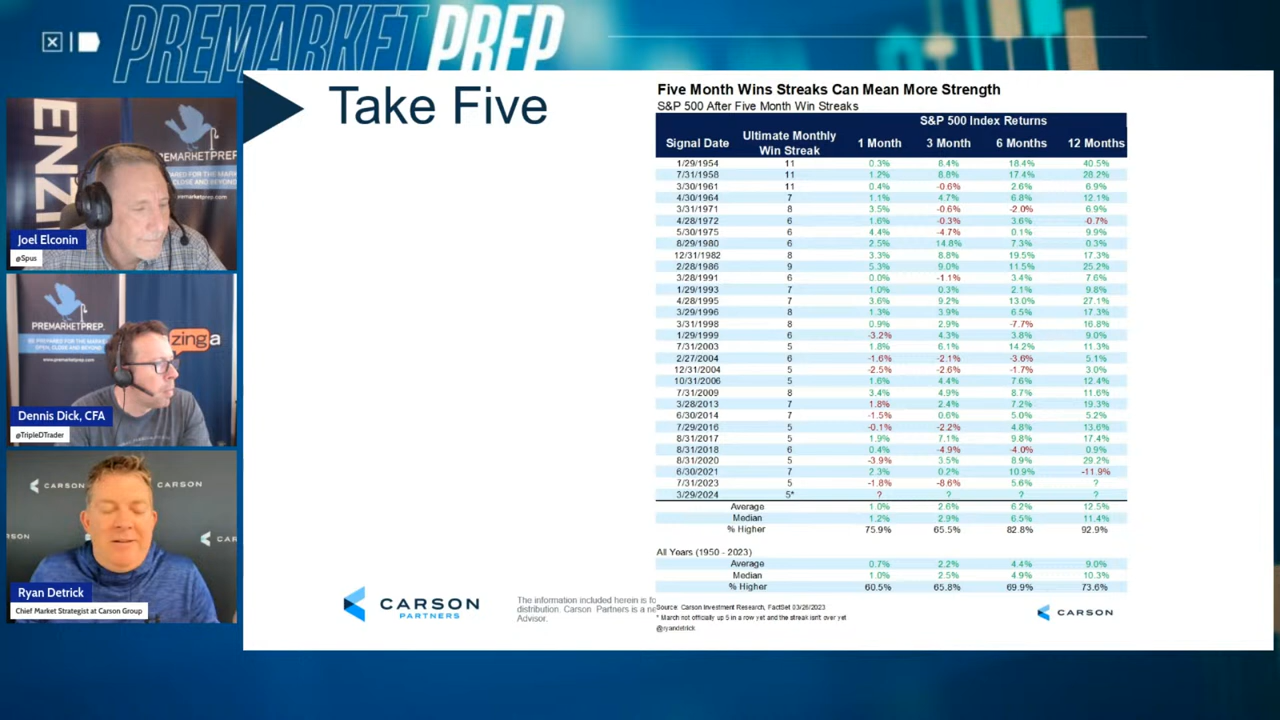 PREMARKET PREP
Take Five
Five Month Wins Streaks Can Mean More Strength
S&P 500 After Five Month Win Streaks
S&P 500 Index Returns
Signal Date Ultimate Monthly Win Streak 1 Month 3 Month 6 Months 12 Months
1/29/1954 11 0.3% 8.4% 18.4% 40.5%
7/31/1958 11 1.2% 8.8% 17.4% 28.2%
3/30/1961 11 0.4% -0.6% 2.6% 6.9%
4/30/1964 7 1.1% 4.7% 6.8% 12.1%
3/31/1971 8 3.5% -0.6% -2.0% 6.9%
4/28/1972 6 1.6% -0.3% 3.6% -0.7%
5/30/1975 6 4.4% -4.7% 0.1% 9.9%
8/29/1980 6 2.5% 14.8% 7.3% 0.3%
12/31/1982 8 3.3% 8.8% 19.5% 17.3%
2/28/1986 9 5.3% 9.0% 11.5% 25.2%
3/28/1991 6 0.0% -1.1% 3.4% 7.6%
1/29/1993 7 1.0% 0.3% 2.1% 9.8%
4/28/1995 7 3.6% 9.2% 13.0% 27.1%
3/29/1996 8 1.3% 3.9% 6.5% 17.3%
3/31/1998 8 0.9% 2.9% -7.7% 16.8%
1/29/1999 6 -3.2% 4.3% 3.8% 9.0%
7/31/2003 5 1.8% 6.1% 14.2% 11.3%
2/27/2004 6 -1.6% -2.1% -3.6% 5.1%
12/31/2004 5 -2.5% -2.6% -1.7% 3.0%
10/31/2006 5 1.6% 4.4% 7.6% 12.4%
7/31/2009 8 3.4% 4.9% 8.7% 11.6%
3/28/2013 7 1.8% 2.4% 7.2% 19.3%
6/30/2014 7 -1.5% 0.6% 5.0% 5.2%
7/29/2016 5 -0.1% -2.2% 4.8% 13.6%
8/31/2017 5 1.9% 7.1% 9.8% 17.4%
8/31/2018 6 0.4% -4.9% -4.0% 0.9%
8/31/2020 5 -3.9% 3.5% 8.9% 29.2%
6/30/2021 7 2.3% 0.2% 10.9% -11.9%
7/31/2023 5 -1.8% -8.6% 5.6% ?
3/29/2024 5* ? ? ? ?
Average 1.0% 2.6% 6.2% 12.5%
Median 1.2% 2.9% 6.5% 11.4%
% Higher 75.9% 65.5% 82.8% 92.9%
All Years (1950 - 2023)
Average 0.7% 2.2% 4.4% 9.0%
Median 1.0% 2.5% 4.9% 10.3%
% Higher 60.5% 65.8% 69.9% 73.6%
Source: Carson Investment Research, FactSet 03/26/2023
* March not officially up 5 in a row yet and the streak isn't over yet
@ryandetrick
CARSON
CARSON
PARTNERS
The information included herein is fo
distribution. Carson Partners is a ne
Advisor.
ENZI
PREMARKETPREP
Joel Elconin
@Spus
PREMARKETPREP.
zinga
Dennis Dick, CFA
@TripleDTrader
CARSON
CARSON
Ryan Detrick
Chief Market Strategist at Carson Group